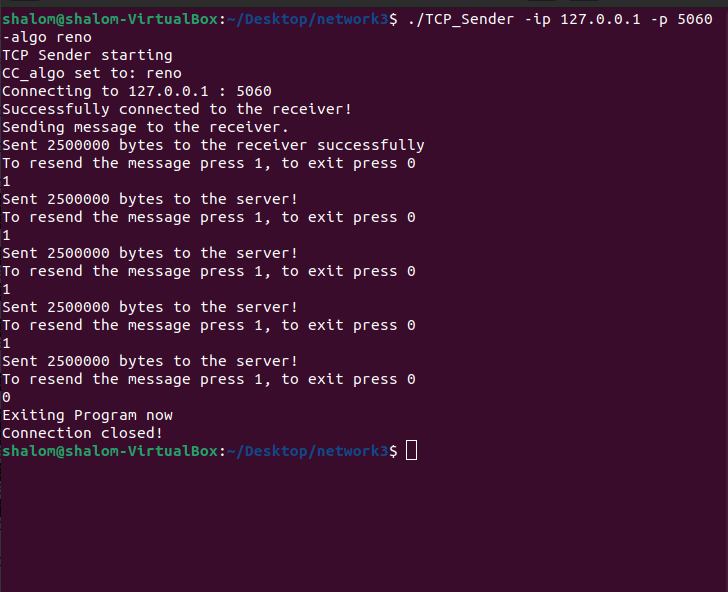 shalom@shalom-VirtualBox:~/Desktop/network3$ ./TCP_Sender -ip 127.0.0.1 -p 5060
-algo reno
TCP Sender starting
CC_algo set to: reno
Connecting to 127.0.0.1 : 5060
Successfully connected to the receiver!
Sending message to the receiver.
Sent 2500000 bytes to the receiver successfully
To resend the message press 1, to exit press 0
1
Sent 2500000 bytes to the server!
To resend the message press 1, to exit press 0
1
Sent 2500000 bytes to the server!
To resend the message press 1, to exit press 0
1
Sent 2500000 bytes to the server!
To resend the message press 1, to exit press 0
1
Sent 2500000 bytes to the server!
To resend the message press 1, to exit press 0
0
Exiting Program now
Connection closed!
shalom@shalom-VirtualBox:~/Desktop/network3$